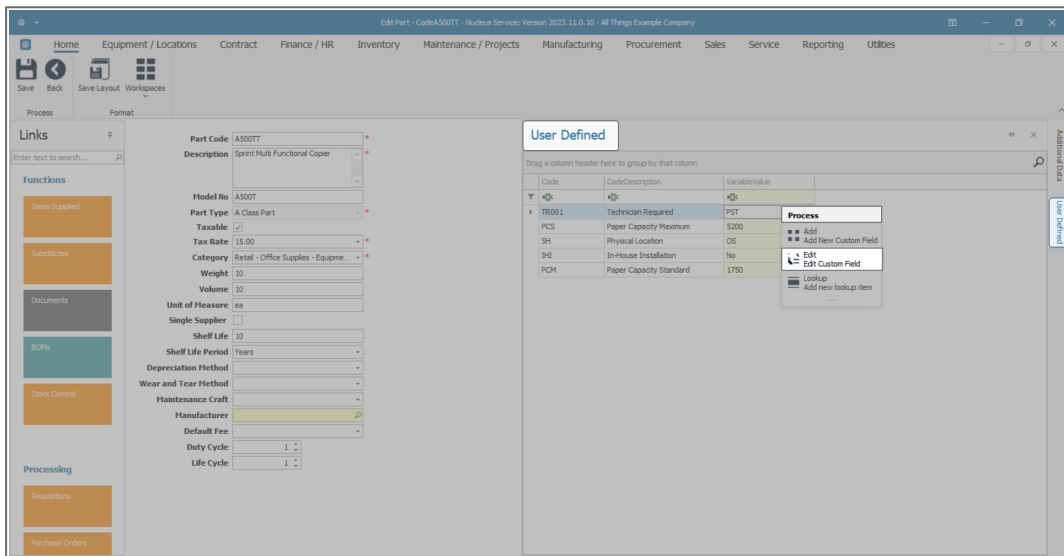 Edit Part - CodeA500TT - Nucleus Service: Version 2023.11.0.10 - All Things Example Company
Home Equipment / Locations Contract Finance / HR Inventory Maintenance / Projects Manufacturing Procurement Sales Service Reporting Utilities
Save Back Save Layout Workspaces
Process Format
Links
Enter text to search...
Functions
Items Supplied
Substitutes
Documents
BOMs
Stock Control
Processing
Requisitions
Purchase Orders
Part Code A500TT *
Description Sprint Multi Functional Copier *
Model No A500T
Part Type A Class Part *
Taxable
Tax Rate 15.00 *
Category Retail - Office Supplies - Equipme... *
Weight 10
Volume 10
Unit of Measure ea
Single Supplier
Shelf Life 10
Shelf Life Period Years
Depreciation Method
Wear and Tear Method
Maintenance Craft
Manufacturer
Default Fee
Duty Cycle 1
Life Cycle 1
User Defined
Drag a column header here to group by that column
Code CodeDescription VariableValue
TR001 Technician Required PST
PCS Paper Capacity Maximum 5200
SH Physical Location OS
IHI In-House Installation No
PCM Paper Capacity Standard 1750
Process
Add
Add New Custom Field
Edit
Edit Custom Field
Lookup
Add new lookup item
...
Additional Data
User Defined